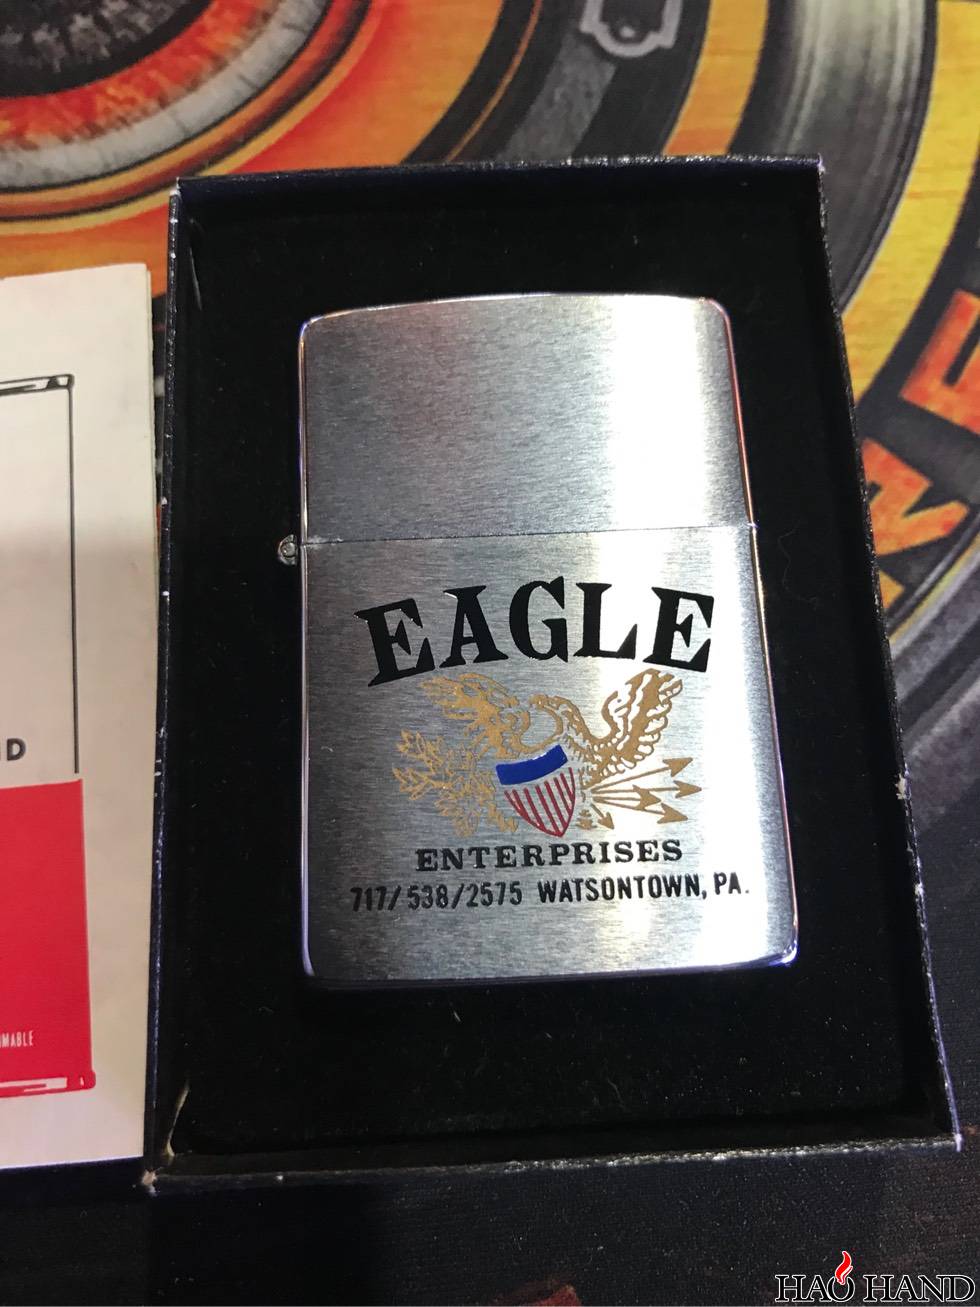 EAGLE
ENTERPRISES
717/538/2575 WATSONTOWN, PA.
HAO HAND